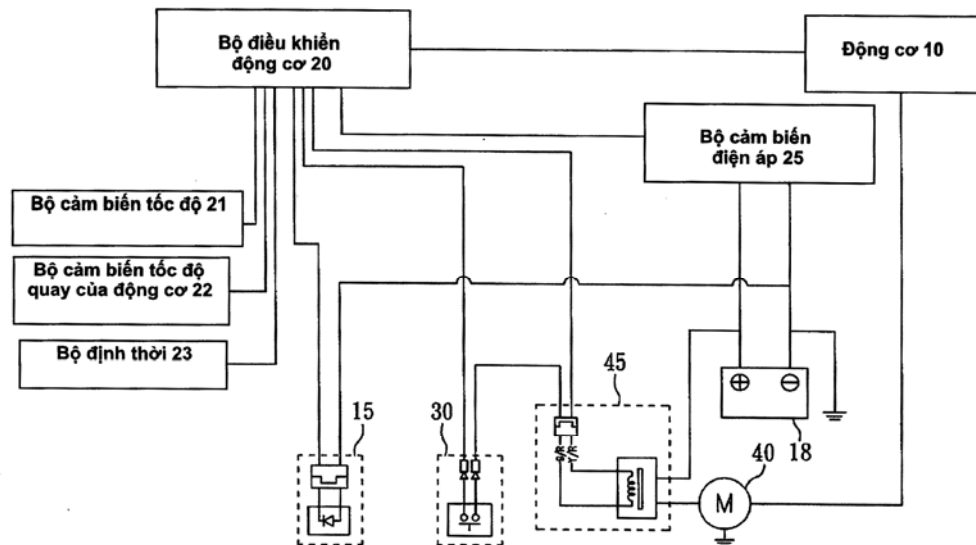 Bộ điều khiển
động cơ 20
Động cơ 10
Bộ cảm biến
điện áp 25
Bộ cảm biến tốc độ 21
Bộ cảm biến tốc độ
quay của động cơ 22
Bộ định thời 23
15
30
45
G/R
Y/R
18
40
M